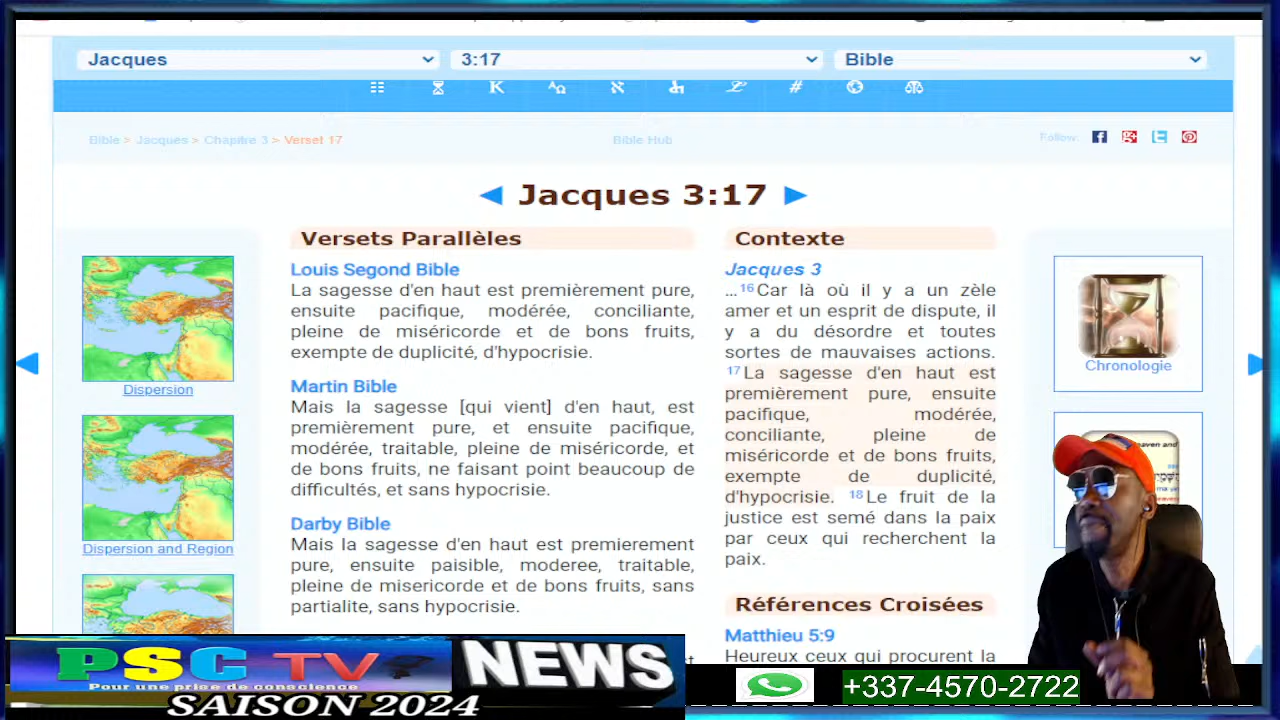 Jacques
3:17
Bible
Bible > Jacques > Chapitre 3 > Verset 17
Bible Hub
Follow:
◄ Jacques 3:17 ►
Versets Parallèles
Louis Segond Bible
La sagesse d'en haut est premièrement pure,
ensuite pacifique, modérée, conciliante,
pleine de miséricorde et de bons fruits,
exempte de duplicité, d'hypocrisie.
Martin Bible
Mais la sagesse [qui vient] d'en haut, est
premièrement pure, et ensuite pacifique,
modérée, traitable, pleine de miséricorde, et
de bons fruits, ne faisant point beaucoup de
difficultés, et sans hypocrisie.
Darby Bible
Mais la sagesse d'en haut est premierement
pure, ensuite paisible, moderee, traitable,
pleine de misericorde et de bons fruits, sans
partialite, sans hypocrisie.
Contexte
Jacques 3
…16Car là où il y a un zèle
amer et un esprit de dispute, il
y a du désordre et toutes
sortes de mauvaises actions.
17La sagesse d'en haut est
premièrement pure, ensuite
pacifique, modérée,
conciliante, pleine de
miséricorde et de bons fruits,
exempte de duplicité,
d'hypocrisie. 18Le fruit de la
justice est semé dans la paix
par ceux qui recherchent la
paix.
Références Croisées
Matthieu 5:9
Heureux ceux qui procurent la
Dispersion
Dispersion and Region
Chronologie
PSC TV NEWS
Pour une prise de conscience
SAISON 2024
+337-4570-2722